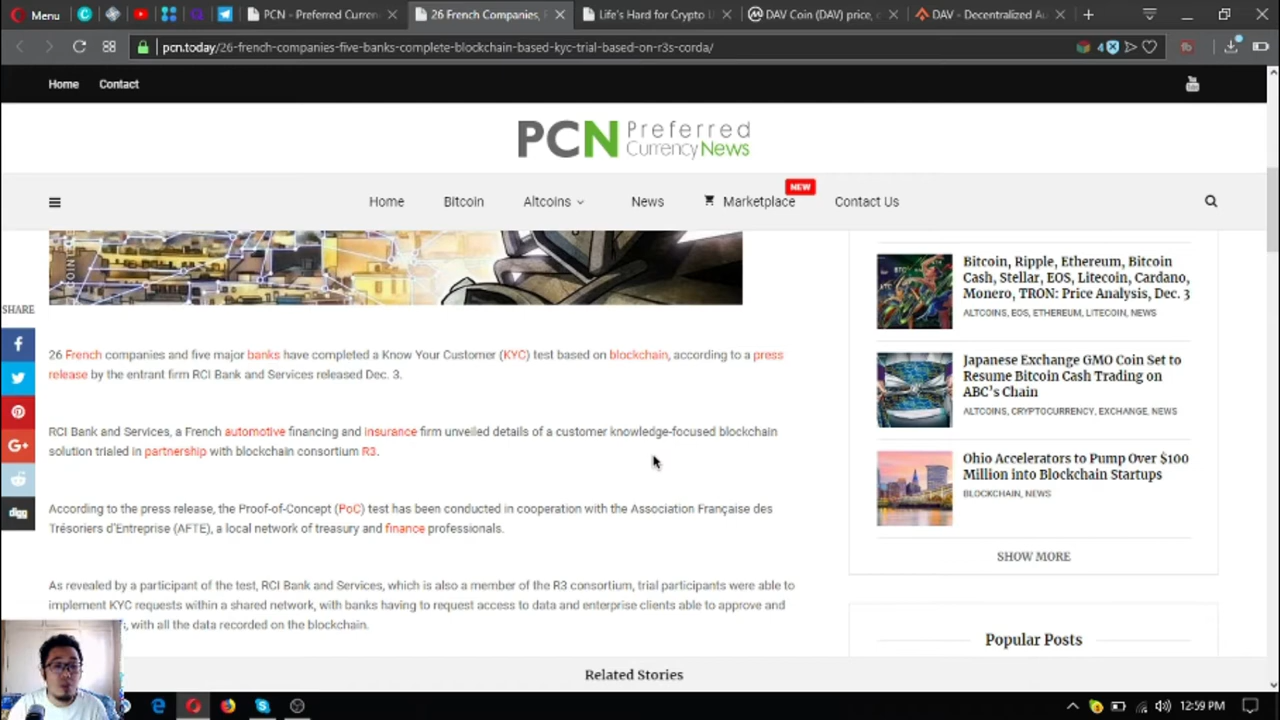 Menu
PCN - Preferred Curren
26 French Companies, F
Life's Hard for Crypto U
DAV Coin (DAV) price, c
DAV - Decentralized Au
pcn.today/26-french-companies-five-banks-complete-blockchain-based-kyc-trial-based-on-r3s-corda/
4
Home Contact
PCN Preferred
CurrencyNews
NEW
Home Bitcoin Altcoins News Marketplace Contact Us
SHARE
26 French companies and five major banks have completed a Know Your Customer (KYC) test based on blockchain, according to a press
release by the entrant firm RCI Bank and Services released Dec. 3.
RCI Bank and Services, a French automotive financing and insurance firm unveiled details of a customer knowledge-focused blockchain
solution trialed in partnership with blockchain consortium R3.
According to the press release, the Proof-of-Concept (PoC) test has been conducted in cooperation with the Association Française des
Trésoriers d'Entreprise (AFTE), a local network of treasury and finance professionals.
As revealed by a participant of the test, RCI Bank and Services, which is also a member of the R3 consortium, trial participants were able to
implement KYC requests within a shared network, with banks having to request access to data and enterprise clients able to approve and
, with all the data recorded on the blockchain.
digg
Bitcoin, Ripple, Ethereum, Bitcoin
Cash, Stellar, EOS, Litecoin, Cardano,
Monero, TRON: Price Analysis, Dec. 3
ALTCOINS, EOS, ETHEREUM, LITECOIN, NEWS
Japanese Exchange GMO Coin Set to
Resume Bitcoin Cash Trading on
ABC's Chain
ALTCOINS, CRYPTOCURRENCY, EXCHANGE, NEWS
Ohio Accelerators to Pump Over $100
Million into Blockchain Startups
BLOCKCHAIN, NEWS
SHOW MORE
Popular Posts
Related Stories
12:59 PM